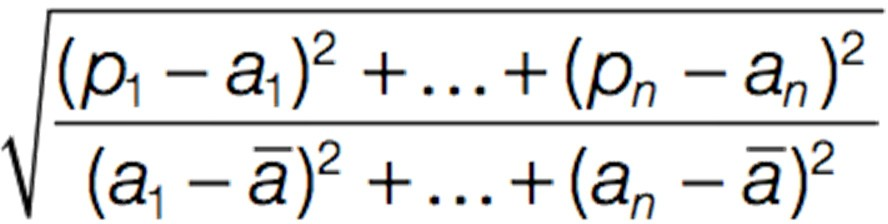 (p₁ − a₁)² + ... + (pₙ − aₙ)²
(a₁ − a̅)² + ... + (aₙ − a̅)²